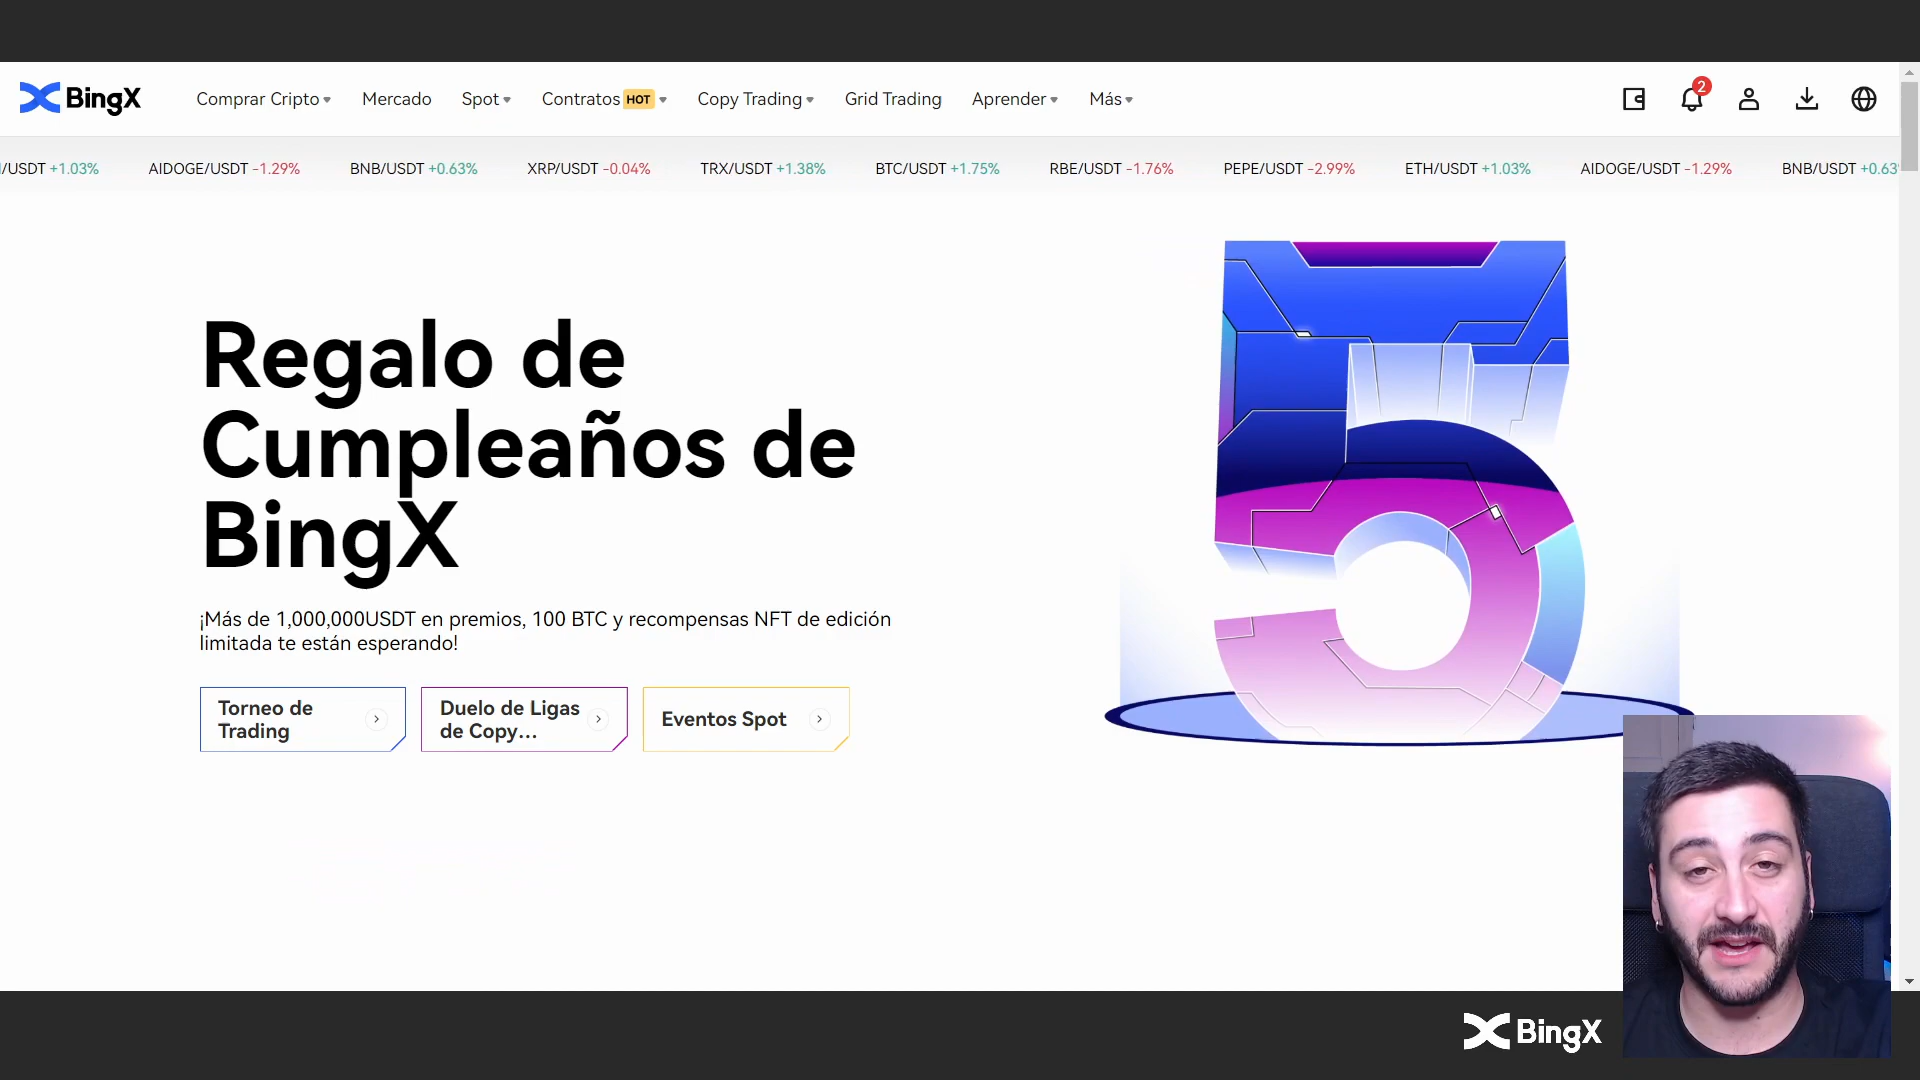 BingX
Comprar Cripto Mercado Spot Contratos HOT Copy Trading Grid Trading Aprender Más 2
/USDT +1.03% AIDOGE/USDT -1.29% BNB/USDT +0.63% XRP/USDT -0.04% TRX/USDT +1.38% BTC/USDT +1.75% RBE/USDT -1.76% PEPE/USDT -2.99% ETH/USDT +1.03% AIDOGE/USDT -1.29% BNB/USDT +0.63
Regalo de
Cumpleaños de
BingX
¡Más de 1,000,000USDT en premios, 100 BTC y recompensas NFT de edición
limitada te están esperando!
Torneo de
Trading
Duelo de Ligas
de Copy...
Eventos Spot
BingX